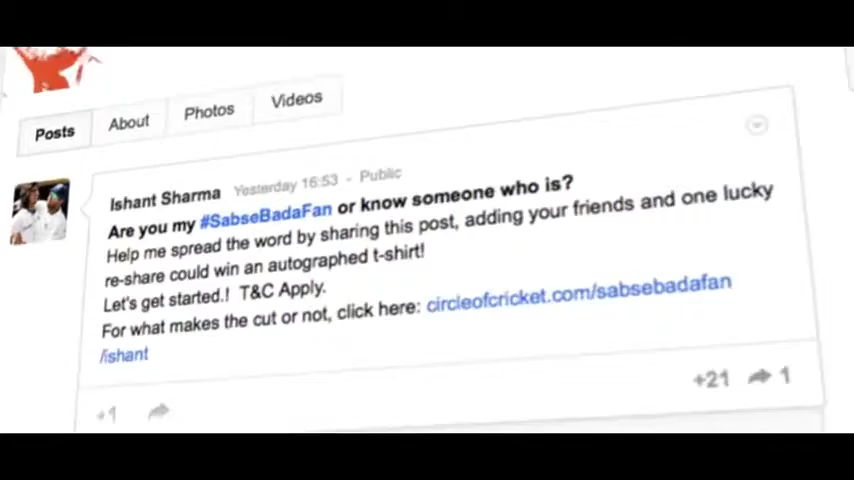 Posts About Photos Videos
Ishant Sharma Yesterday 16:53 - Public
Are you my #SabseBadaFan or know someone who is?
Help me spread the word by sharing this post, adding your friends and one lucky
re-share could win an autographed t-shirt!
Let's get started.! T&C Apply.
For what makes the cut or not, click here: circleofcricket.com/sabsebadafan
/ishant
+21 1
+1